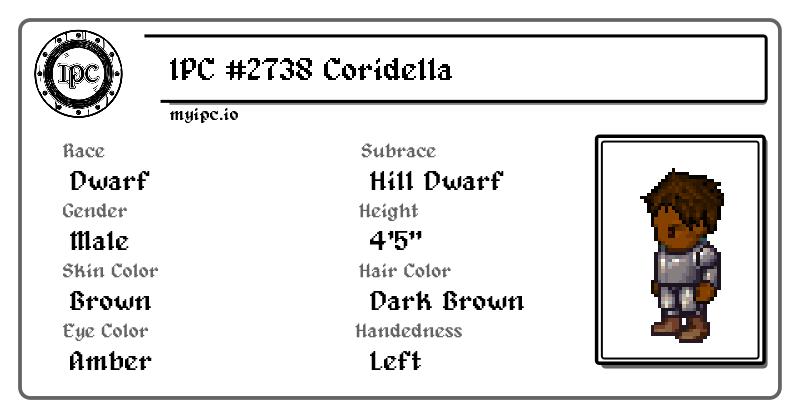 IPC
IPC #2738 Coridella
myipc.io
Race
Subrace
Dwarf
Hill Dwarf
Gender
Height
Male
4'5"
Skin Color
Hair Color
Brown
Dark Brown
Eye Color
Handedness
Amber
Left